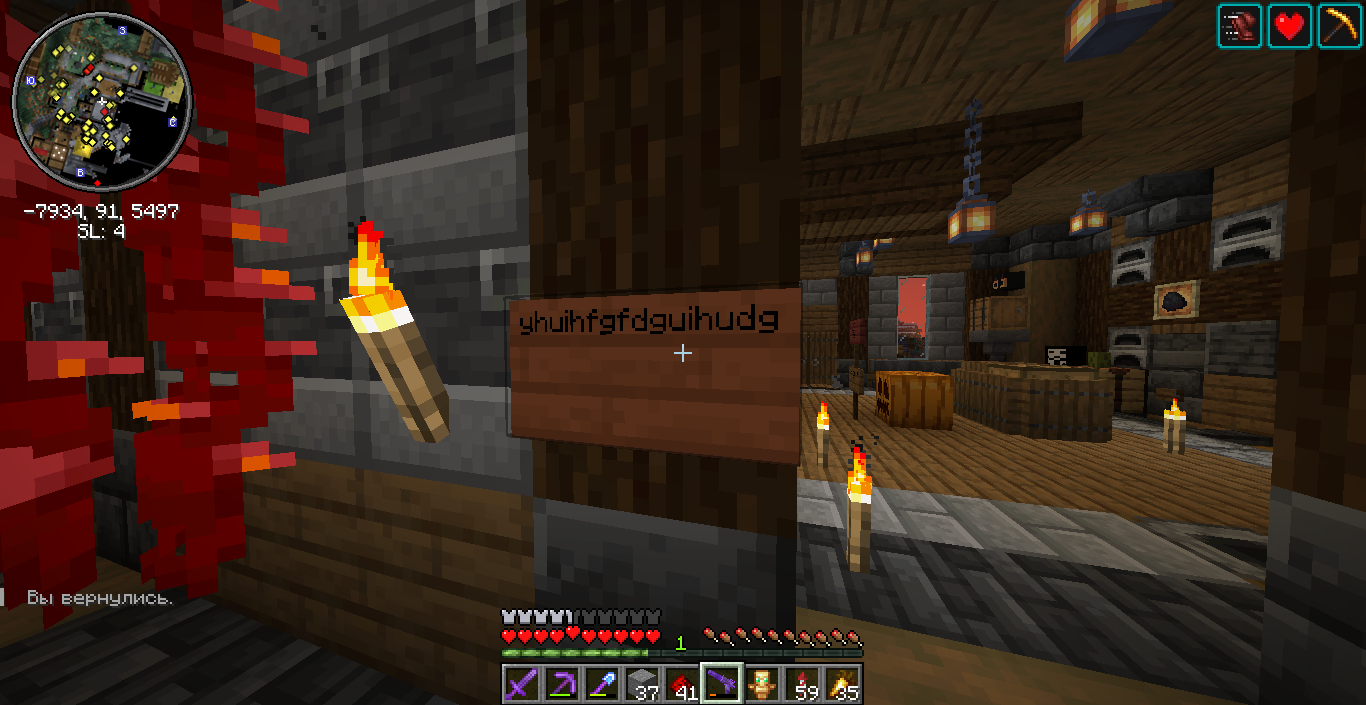 З
Ю
С
В
-7934, 91, 5497
SL: 4
yhuihfgfdguihudg
Вы вернулись.
1
37
41
59
35